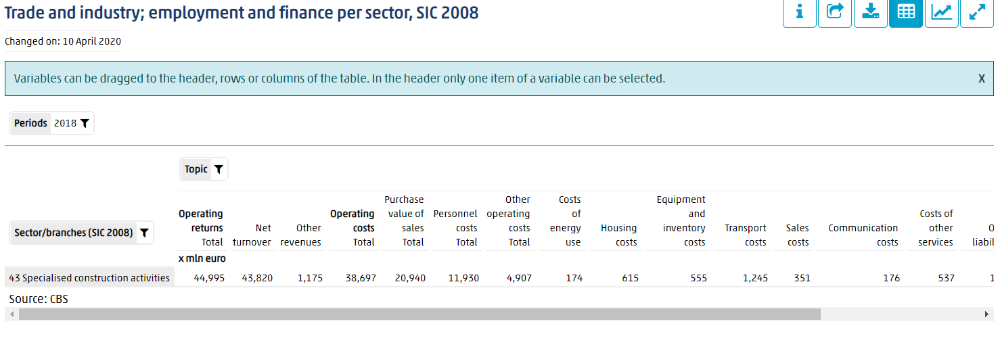 Trade and industry; employment and finance per sector, SIC 2008
Changed on: 10 April 2020
Variables can be dragged to the header, rows or columns of the table. In the header only one item of a variable can be selected.
X
Periods 2018
Topic
Purchase Other Costs Equipment
Operating Operating value of Personnel operating of and Costs of
returns Net Other costs sales costs costs energy Housing inventory Transport Sales Communication other
Sector/branches (SIC 2008)
Total turnover revenues Total Total Total Total use costs costs costs costs costs services
x mln euro
43 Specialised construction activities 44,995 43,820 1,175 38,697 20,940 11,930 4,907 174 615 555 1,245 351 176 537
Source: CBS